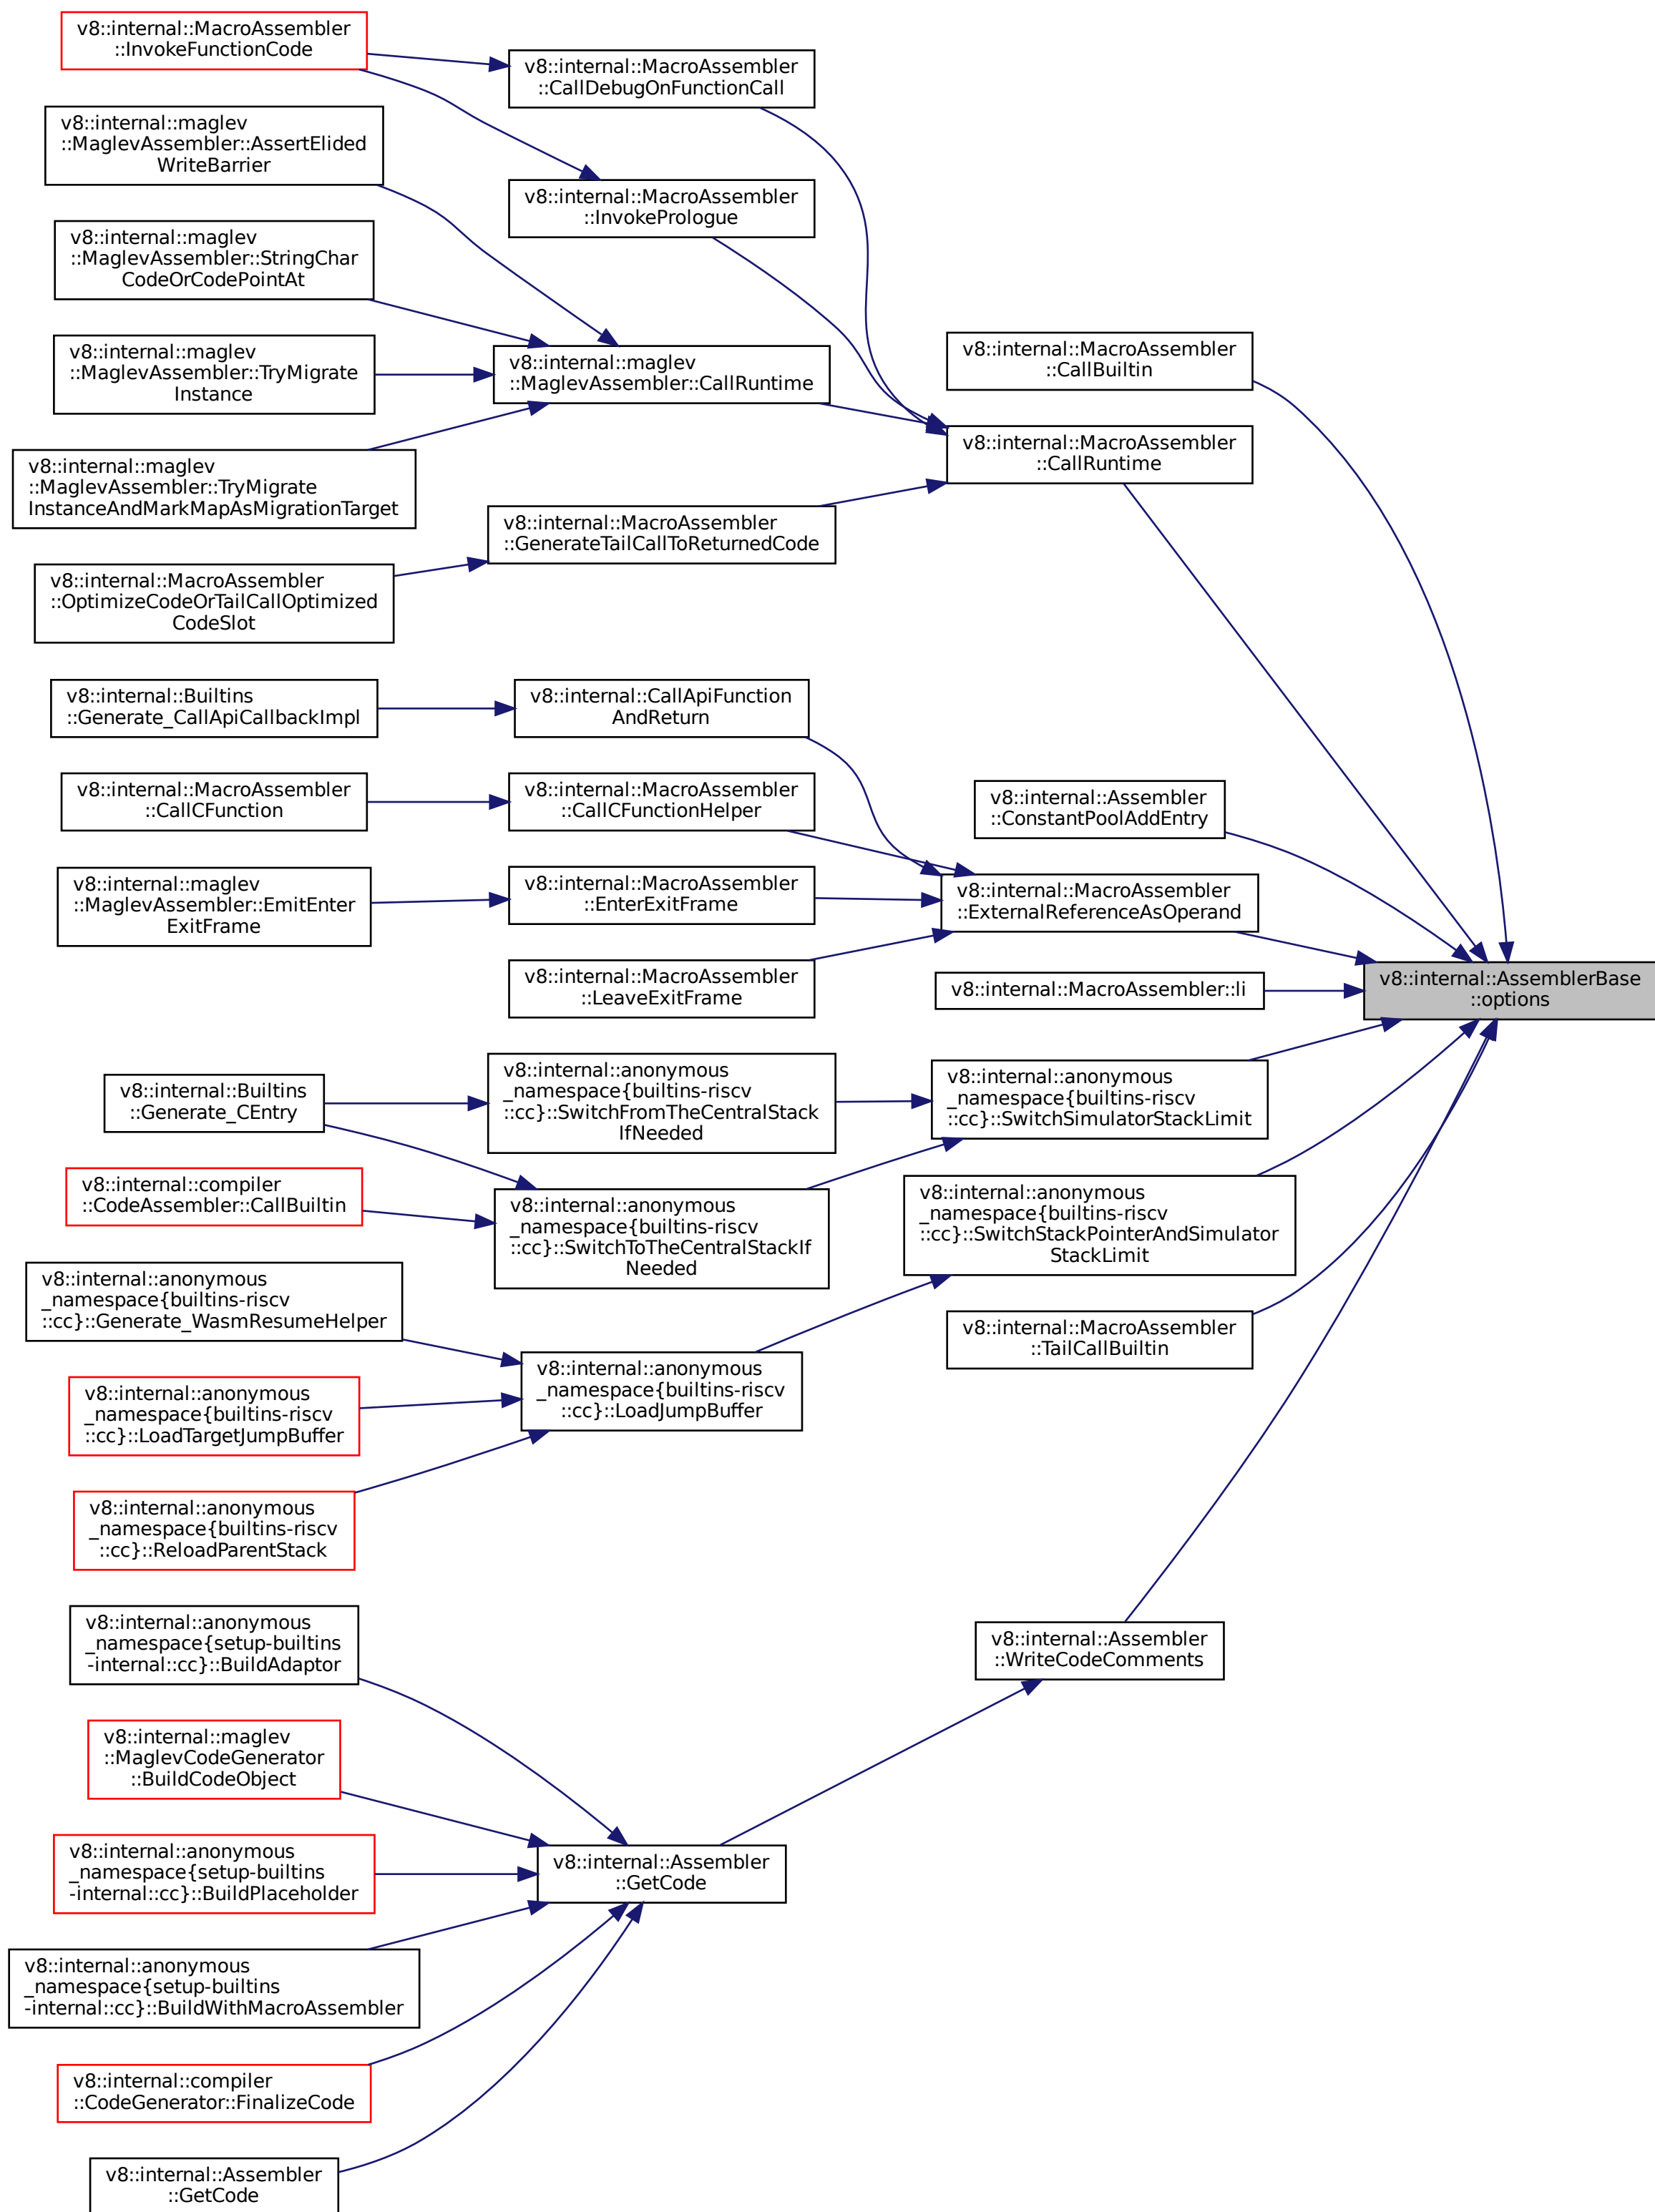 v8::internal::MacroAssembler
::InvokeFunctionCode
v8::internal::maglev
::MaglevAssembler::AssertElided
WriteBarrier
v8::internal::maglev
::MaglevAssembler::StringChar
CodeOrCodePointAt
v8::internal::maglev
::MaglevAssembler::TryMigrate
Instance
v8::internal::maglev
::MaglevAssembler::TryMigrate
InstanceAndMarkMapAsMigrationTarget
v8::internal::MacroAssembler
::OptimizeCodeOrTailCallOptimized
CodeSlot
v8::internal::Builtins
::Generate_CallApiCallbackImpl
v8::internal::MacroAssembler
::CallCFunction
v8::internal::maglev
::MaglevAssembler::EmitEnter
ExitFrame
v8::internal::Builtins
::Generate_CEntry
v8::internal::compiler
::CodeAssembler::CallBuiltin
v8::internal::anonymous
_namespace{builtins-riscv
::cc}::Generate_WasmResumeHelper
v8::internal::anonymous
_namespace{builtins-riscv
::cc}::LoadTargetJumpBuffer
v8::internal::anonymous
_namespace{builtins-riscv
::cc}::ReloadParentStack
v8::internal::anonymous
_namespace{setup-builtins
-internal::cc}::BuildAdaptor
v8::internal::maglev
::MaglevCodeGenerator
::BuildCodeObject
v8::internal::anonymous
_namespace{setup-builtins
-internal::cc}::BuildPlaceholder
v8::internal::anonymous
_namespace{setup-builtins
-internal::cc}::BuildWithMacroAssembler
v8::internal::compiler
::CodeGenerator::FinalizeCode
v8::internal::Assembler
::GetCode
v8::internal::MacroAssembler
::CallDebugOnFunctionCall
v8::internal::MacroAssembler
::InvokePrologue
v8::internal::maglev
::MaglevAssembler::CallRuntime
v8::internal::MacroAssembler
::GenerateTailCallToReturnedCode
v8::internal::CallApiFunction
AndReturn
v8::internal::MacroAssembler
::CallCFunctionHelper
v8::internal::MacroAssembler
::EnterExitFrame
v8::internal::MacroAssembler
::LeaveExitFrame
v8::internal::anonymous
_namespace{builtins-riscv
::cc}::SwitchFromTheCentralStack
IfNeeded
v8::internal::anonymous
_namespace{builtins-riscv
::cc}::SwitchToTheCentralStackIf
Needed
v8::internal::anonymous
_namespace{builtins-riscv
::cc}::LoadJumpBuffer
v8::internal::Assembler
::GetCode
v8::internal::MacroAssembler
::CallBuiltin
v8::internal::MacroAssembler
::CallRuntime
v8::internal::Assembler
::ConstantPoolAddEntry
v8::internal::MacroAssembler
::ExternalReferenceAsOperand
v8::internal::MacroAssembler::li
v8::internal::anonymous
_namespace{builtins-riscv
::cc}::SwitchSimulatorStackLimit
v8::internal::anonymous
_namespace{builtins-riscv
::cc}::SwitchStackPointerAndSimulator
StackLimit
v8::internal::MacroAssembler
::TailCallBuiltin
v8::internal::Assembler
::WriteCodeComments
v8::internal::AssemblerBase
::options